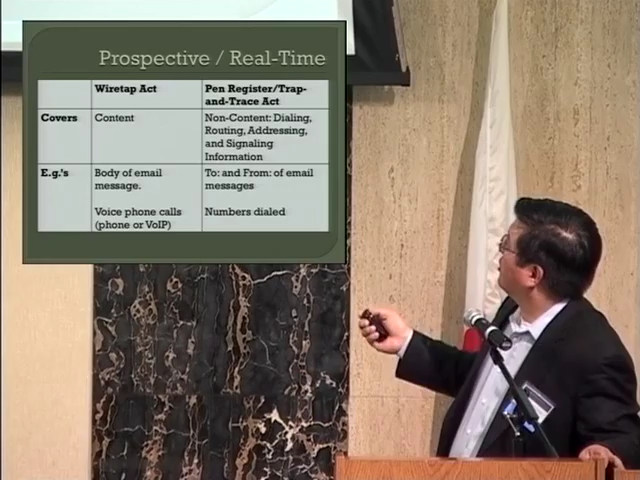 Prospective / Real-Time
Wiretap Act
Pen Register/Trap-
and-Trace Act
Covers
Content
Non-Content: Dialing,
Routing, Addressing,
and Signaling
Information
E.g.'s
Body of email
message.
Voice phone calls
(phone or VoIP)
To: and From: of email
messages
Numbers dialed